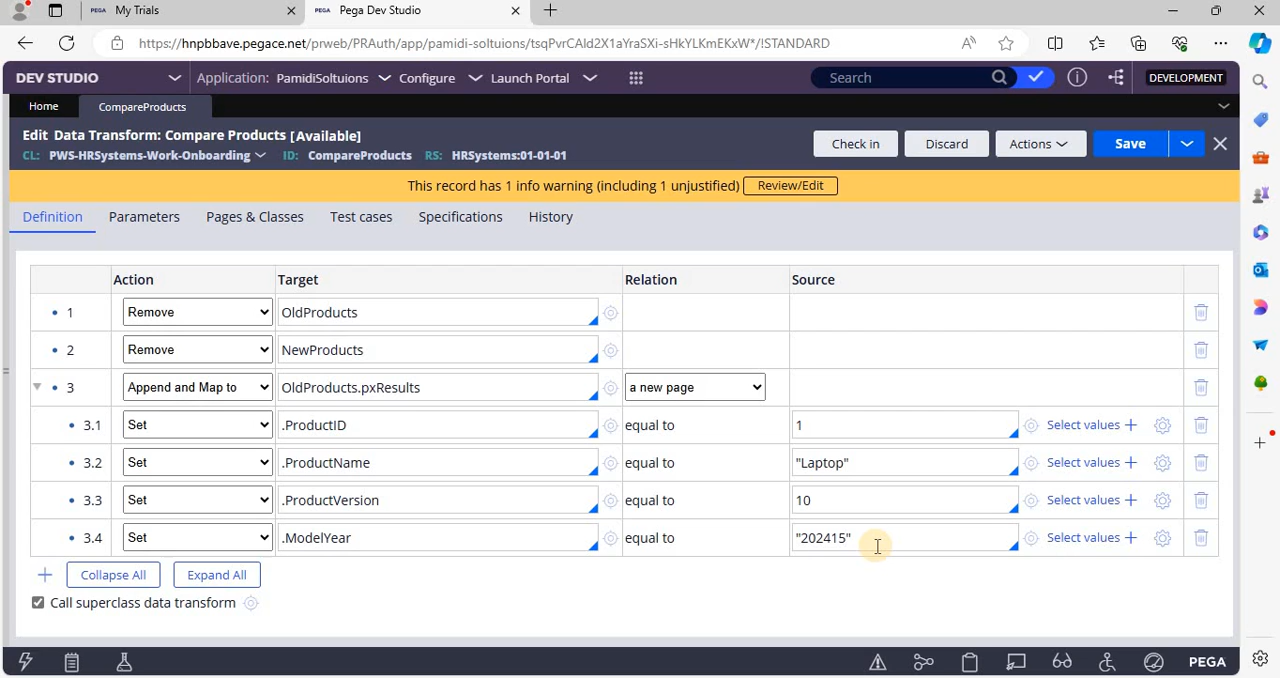 PEGA My Trials
PEGA Pega Dev Studio
https://hnpbbave.pegace.net/prweb/PRAuth/app/pamidi-soltuions/tsqPvrCAld2X1aYraSXi-sHkYLKmEKxW*/!STANDARD
DEV STUDIO Application: PamidiSoltuions Configure Launch Portal Search DEVELOPMENT
Home CompareProducts
Edit Data Transform: Compare Products [Available]
CL: PWS-HRSystems-Work-Onboarding ID: CompareProducts RS: HRSystems:01-01-01
Check in Discard Actions Save
This record has 1 info warning (including 1 unjustified) Review/Edit
Definition Parameters Pages & Classes Test cases Specifications History
Action Target Relation Source
1 Remove OldProducts
2 Remove NewProducts
3 Append and Map to OldProducts.pxResults a new page
3.1 Set .ProductID equal to 1 Select values
3.2 Set .ProductName equal to "Laptop" Select values
3.3 Set .ProductVersion equal to 10 Select values
3.4 Set .ModelYear equal to "202415" Select values
Collapse All Expand All
Call superclass data transform
PEGA